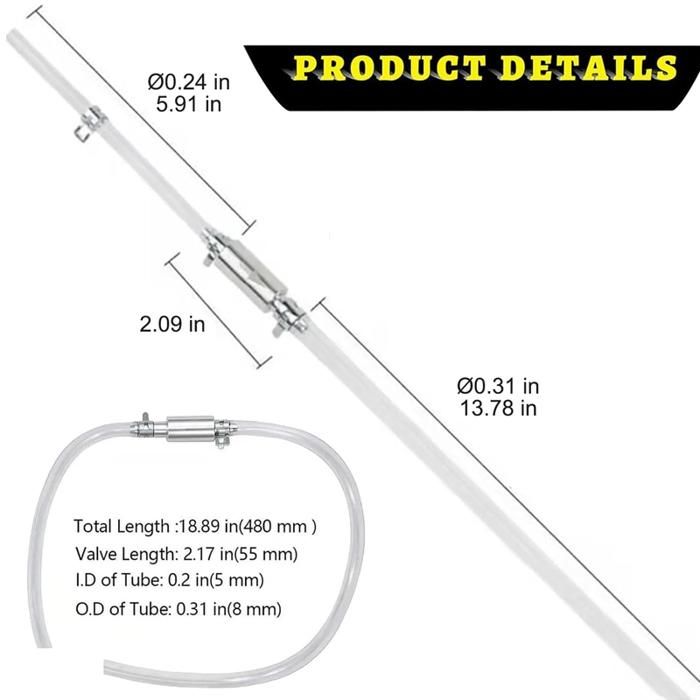 PRODUCT DETAILS
Ø0.24 in
5.91 in
2.09 in
Ø0.31 in
13.78 in
Total Length :18.89 in(480 mm )
Valve Length: 2.17 in(55 mm)
I.D of Tube: 0.2 in(5 mm)
O.D of Tube: 0.31 in(8 mm)